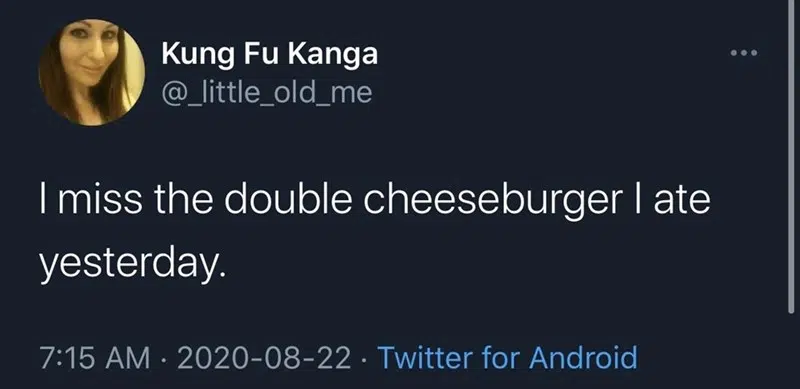 Kung Fu Kanga
@_little_old_me
I miss the double cheeseburger I ate
yesterday.
7:15 AM · 2020-08-22 · Twitter for Android